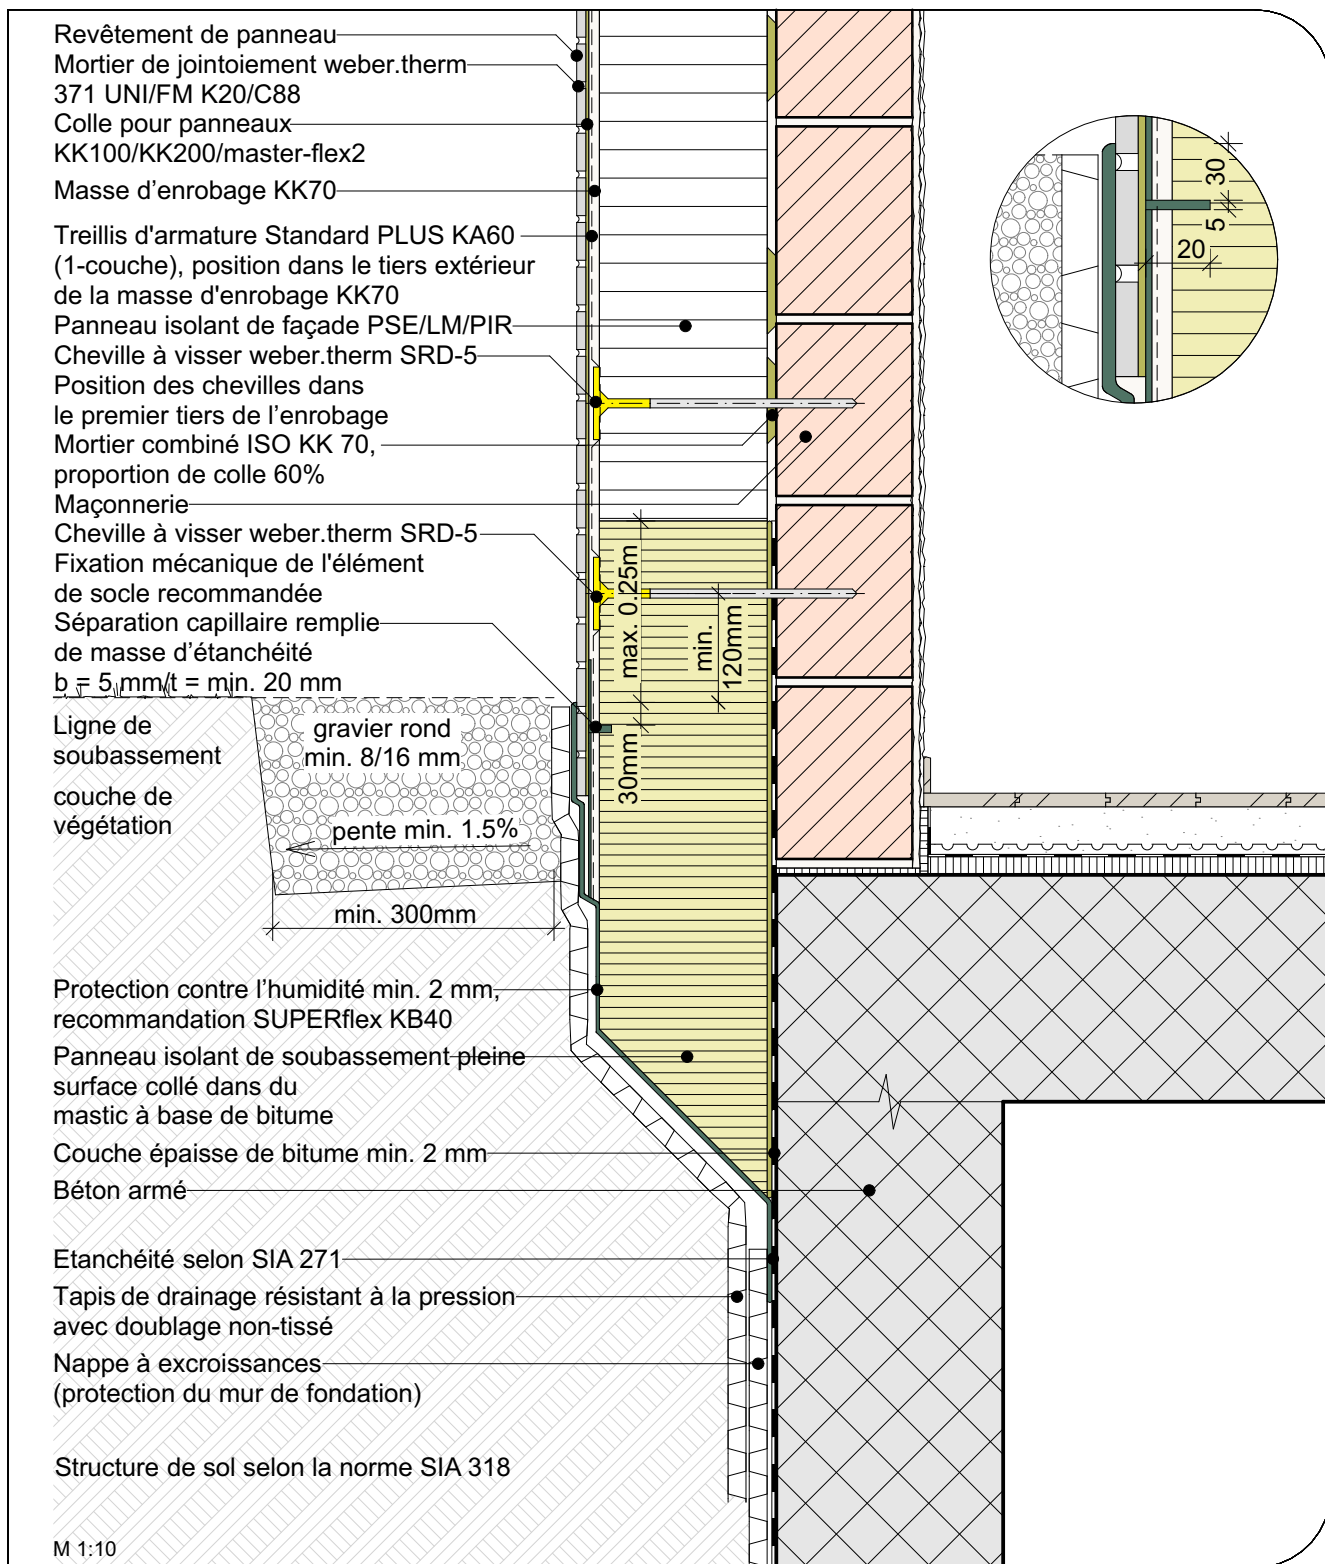 Revêtement de panneau
Mortier de jointoiement weber.therm
371 UNI/FM K20/C88
Colle pour panneaux
KK100/KK200/master-flex2
Masse d’enrobage KK70
Treillis d'armature Standard PLUS KA60
(1-couche), position dans le tiers extérieur
de la masse d'enrobage KK70
Panneau isolant de façade PSE/LM/PIR
Cheville à visser weber.therm SRD-5
Position des chevilles dans
le premier tiers de l’enrobage
Mortier combiné ISO KK 70,
proportion de colle 60%
Maçonnerie
Cheville à visser weber.therm SRD-5
Fixation mécanique de l'élément
de socle recommandée
Séparation capillaire remplie
de masse d’étanchéité
b = 5 mm/t = min. 20 mm
Ligne de
soubassement
couche de
végétation
gravier rond
min. 8/16 mm
pente min. 1.5%
min. 300mm
max. 0.25m
min.
120mm
30mm
30
5
20
Protection contre l’humidité min. 2 mm,
recommandation SUPERflex KB40
Panneau isolant de soubassement pleine
surface collé dans du
mastic à base de bitume
Couche épaisse de bitume min. 2 mm
Béton armé
Etanchéité selon SIA 271
Tapis de drainage résistant à la pression
avec doublage non-tissé
Nappe à excroissances
(protection du mur de fondation)
Structure de sol selon la norme SIA 318
M 1:10